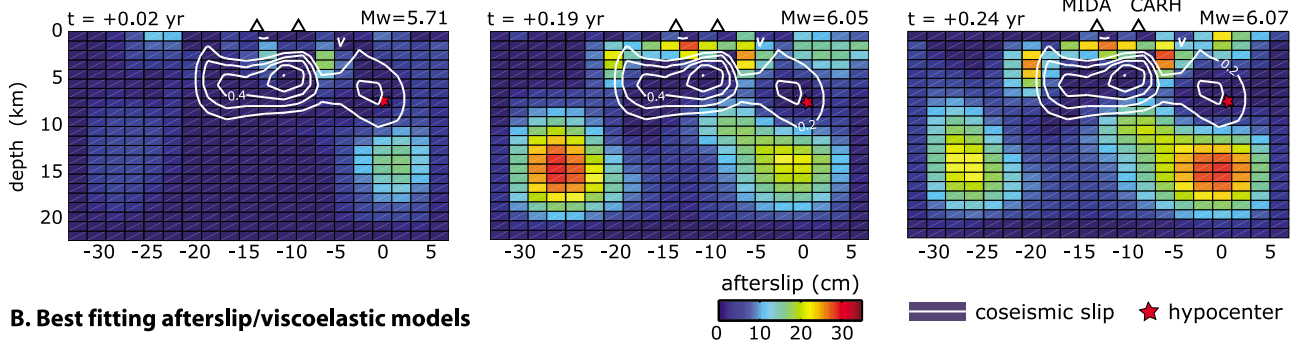 MIDA CARH
t = +0.02 yr Mw=5.71 t = +0.19 yr Mw=6.05 t = +0.24 yr Mw=6.07
0
5
10
15
20
depth (km)
v v v
0.4 0.4 0.2 0.4 0.2
-30 -25 -20 -15 -10 -5 0 5 -30 -25 -20 -15 -10 -5 0 5 -30 -25 -20 -15 -10 -5 0 5
afterslip (cm)
0 10 20 30
coseismic slip hypocenter
B. Best fitting afterslip/viscoelastic models